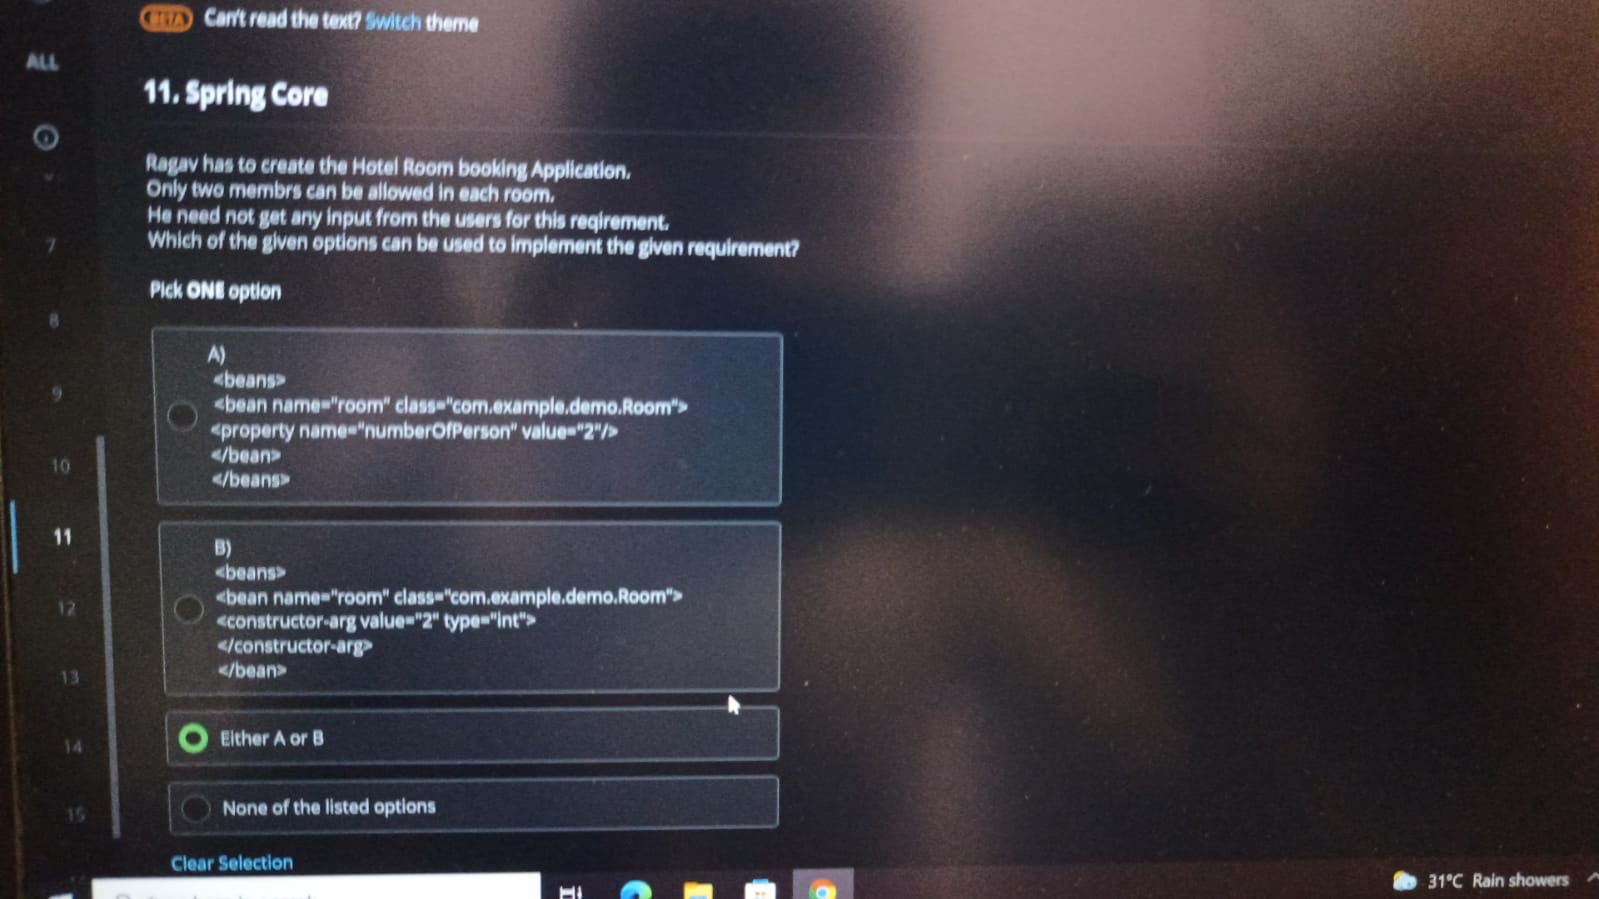 BETA Can't read the text? Switch theme
ALL
11. Spring Core
Ragav has to create the Hotel Room booking Application.
Only two membrs can be allowed in each room.
He need not get any input from the users for this reqirement.
Which of the given options can be used to implement the given requirement?
Pick ONE option
A)
<beans>
<bean name="room" class="com.example.demo.Room">
<property name="numberOfPerson" value="2"/>
</bean>
</beans>
B)
<beans>
<bean name="room" class="com.example.demo.Room">
<constructor-arg value="2" type="int">
</constructor-arg>
</bean>
Either A or B
None of the listed options
Clear Selection
7
8
9
10
11
12
13
14
15
31°C Rain showers